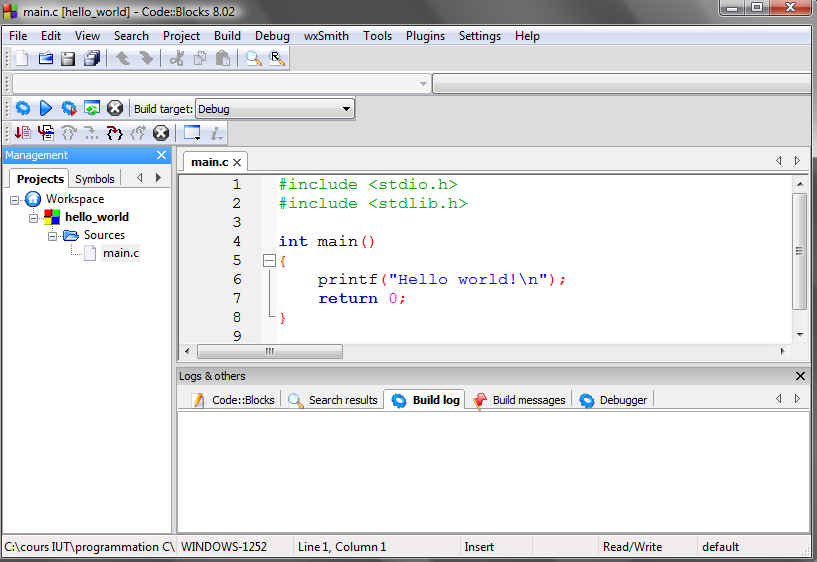 main.c [hello_world] - Code::Blocks 8.02
File Edit View Search Project Build Debug wxSmith Tools Plugins Settings Help
Build target: Debug
Management
main.c
Projects Symbols
Workspace
hello_world
Sources
main.c
1 #include <stdio.h>
2 #include <stdlib.h>
3
4 int main()
5 {
6 printf("Hello world!\n");
7 return 0;
8 }
9
Logs & others
Code::Blocks Search results Build log Build messages Debugger
C:\cours IUT\programmation C\ WINDOWS-1252 Line 1, Column 1 Insert Read/Write default